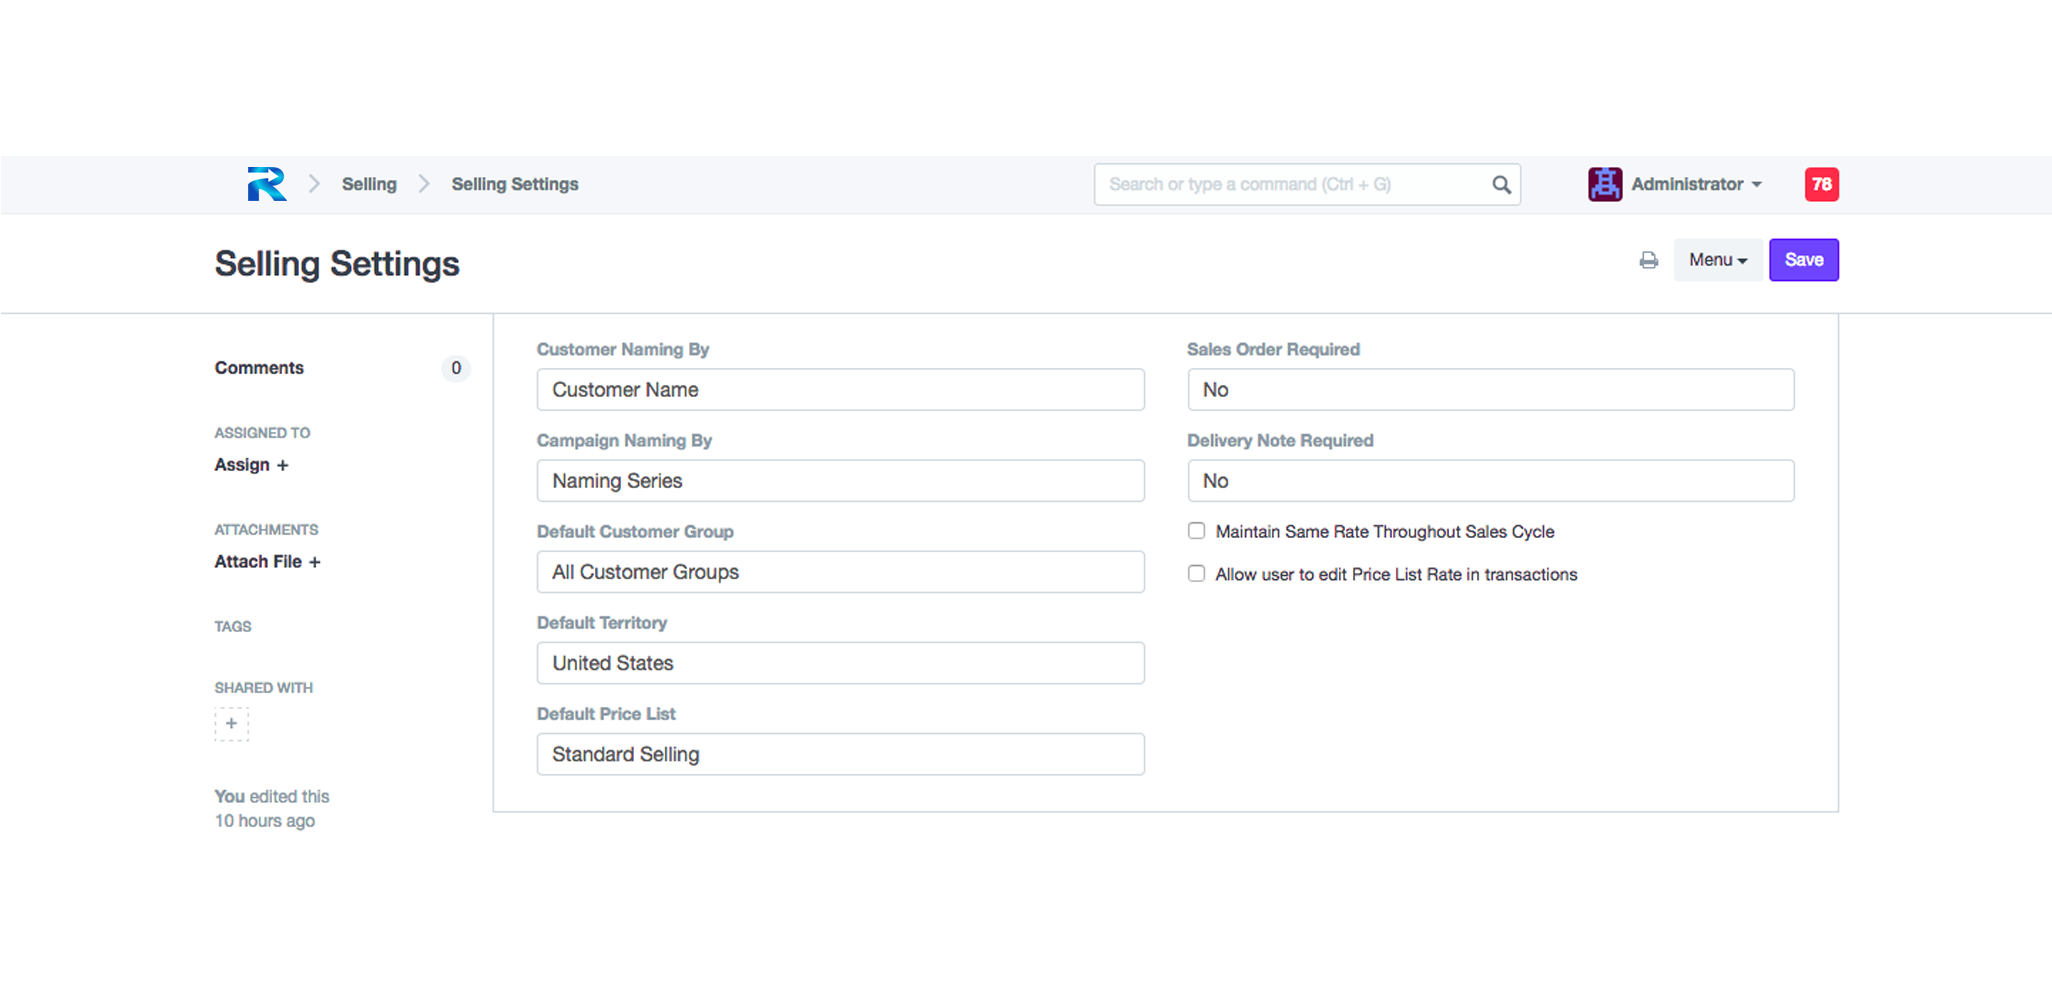 Selling
Selling Settings
Search or type a command (Ctrl + G)
Administrator
78
Selling Settings
Menu
Save
Comments
0
ASSIGNED TO
Assign +
ATTACHMENTS
Attach File +
TAGS
SHARED WITH
+
You edited this
10 hours ago
Customer Naming By
Customer Name
Campaign Naming By
Naming Series
Default Customer Group
All Customer Groups
Default Territory
United States
Default Price List
Standard Selling
Sales Order Required
No
Delivery Note Required
No
Maintain Same Rate Throughout Sales Cycle
Allow user to edit Price List Rate in transactions